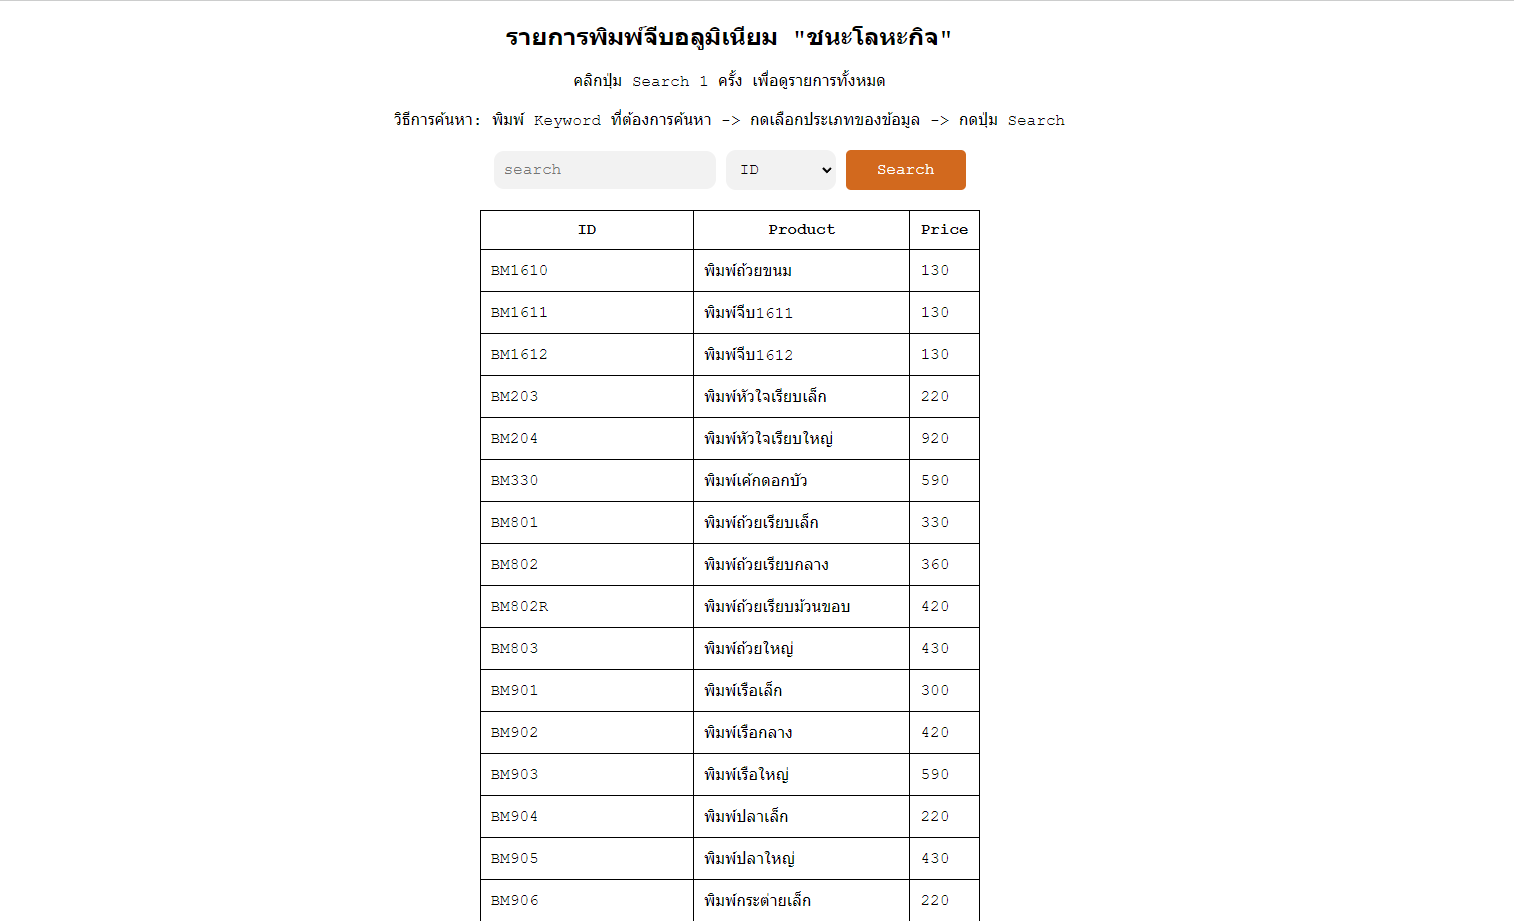 รายการพิมพ์จีบอลูมิเนียม "ชนะโลหะกิจ"
คลิกปุ่ม Search 1 ครั้ง เพื่อดูรายการทั้งหมด
วิธีการค้นหา: พิมพ์ Keyword ที่ต้องการค้นหา -> กดเลือกประเภทของข้อมูล -> กดปุ่ม Search
search ID Search
ID Product Price
BM1610 พิมพ์ถ้วยขนม 130
BM1611 พิมพ์จีบ1611 130
BM1612 พิมพ์จีบ1612 130
BM203 พิมพ์หัวใจเรียบเล็ก 220
BM204 พิมพ์หัวใจเรียบใหญ่ 920
BM330 พิมพ์เค้กดอกบัว 590
BM801 พิมพ์ถ้วยเรียบเล็ก 330
BM802 พิมพ์ถ้วยเรียบกลาง 360
BM802R พิมพ์ถ้วยเรียบม้วนขอบ 420
BM803 พิมพ์ถ้วยใหญ่ 430
BM901 พิมพ์เรือเล็ก 300
BM902 พิมพ์เรือกลาง 420
BM903 พิมพ์เรือใหญ่ 590
BM904 พิมพ์ปลาเล็ก 220
BM905 พิมพ์ปลาใหญ่ 430
BM906 พิมพ์กระต่ายเล็ก 220